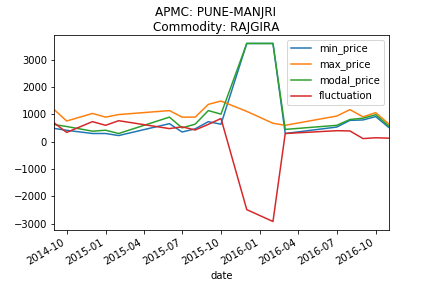 APMC: PUNE-MANJRI
Commodity: RAJGIRA
min_price
max_price
modal_price
fluctuation
3000
2000
1000
0
−1000
−2000
−3000
2014-10
2015-01
2015-04
2015-07
2015-10
2016-01
2016-04
2016-07
2016-10
date